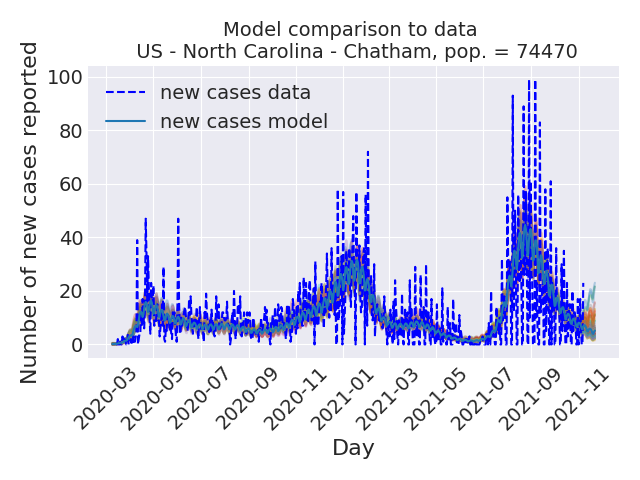 Model comparison to data
US - North Carolina - Chatham, pop. = 74470
Number of new cases reported
100
80
60
40
20
0
new cases data
new cases model
2020-03
2020-05
2020-07
2020-09
2020-11
2021-01
2021-03
2021-05
2021-07
2021-09
2021-11
Day